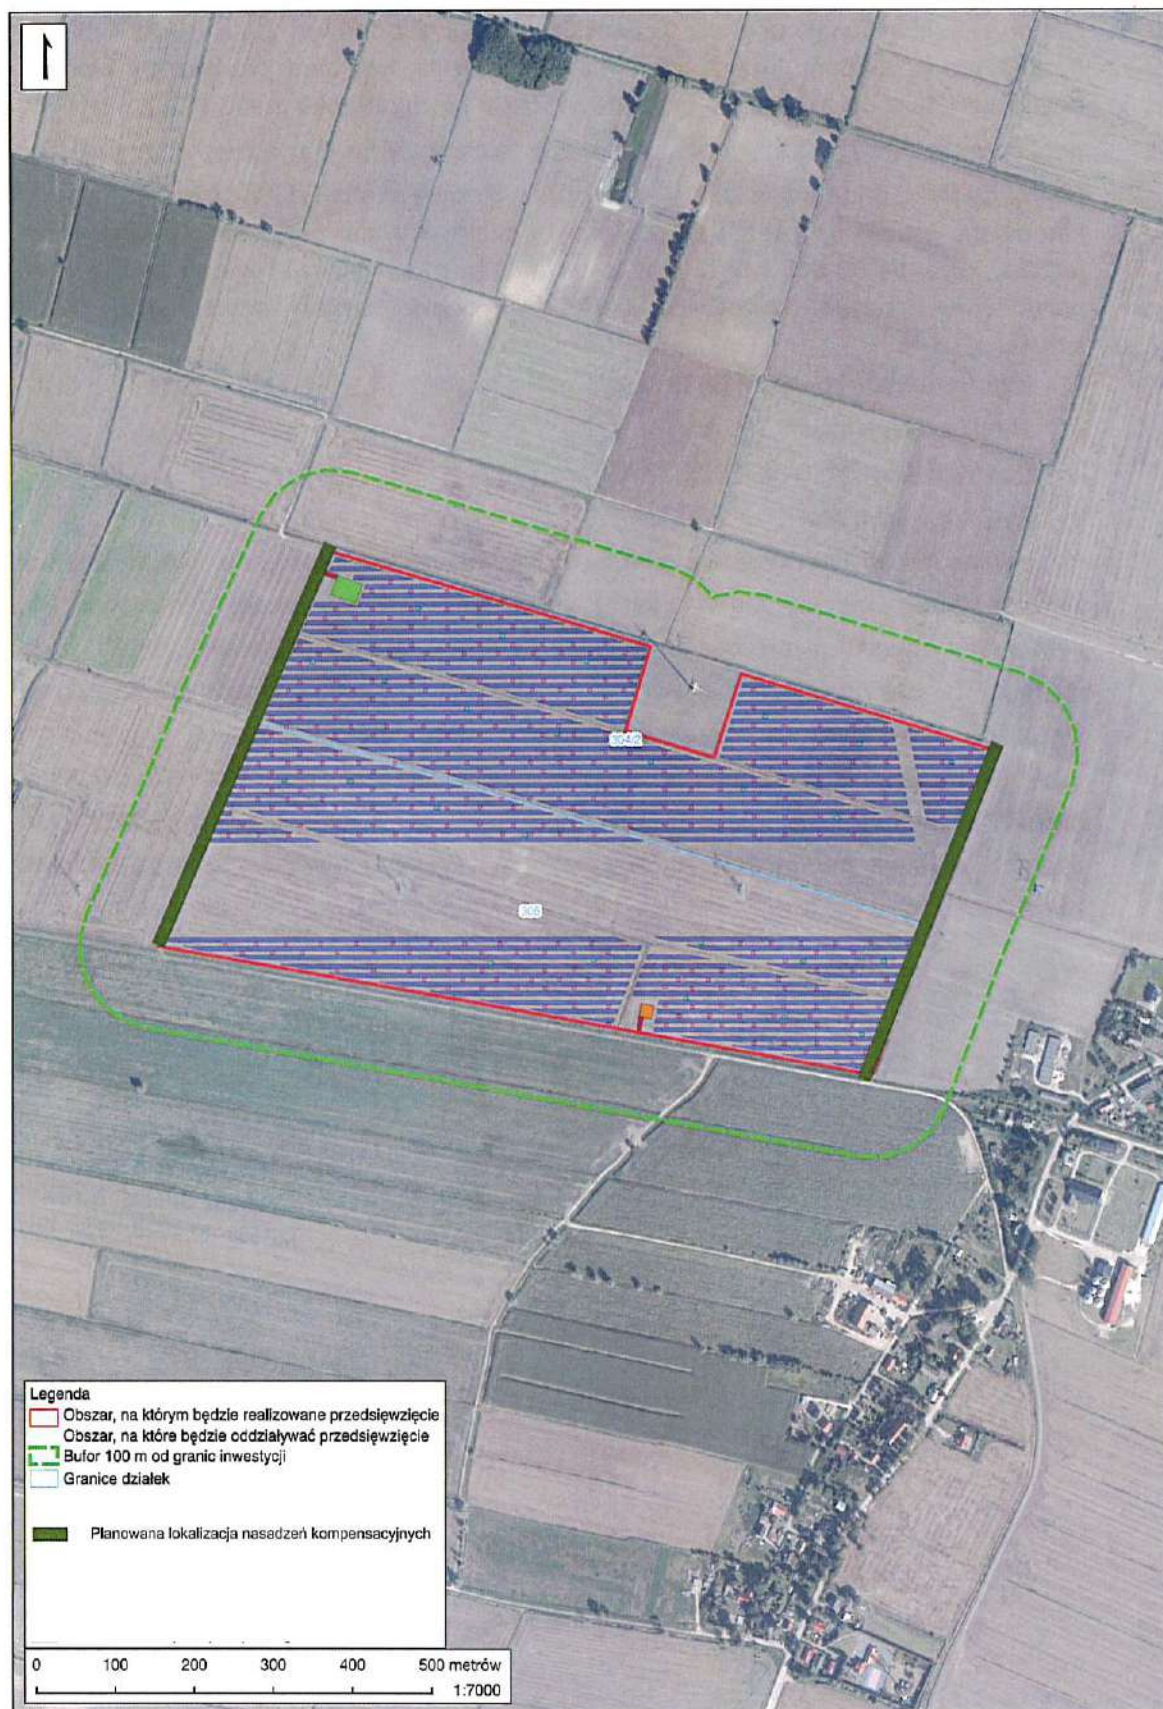 304/2
306
Legenda
Obszar, na którym będzie realizowane przedsięwzięcie
Obszar, na które będzie oddziaływać przedsięwzięcie
Bufor 100 m od granic inwestycji
Granice działek
Planowana lokalizacja nasadzeń kompensacyjnych
0 100 200 300 400 500 metrów
1:7000